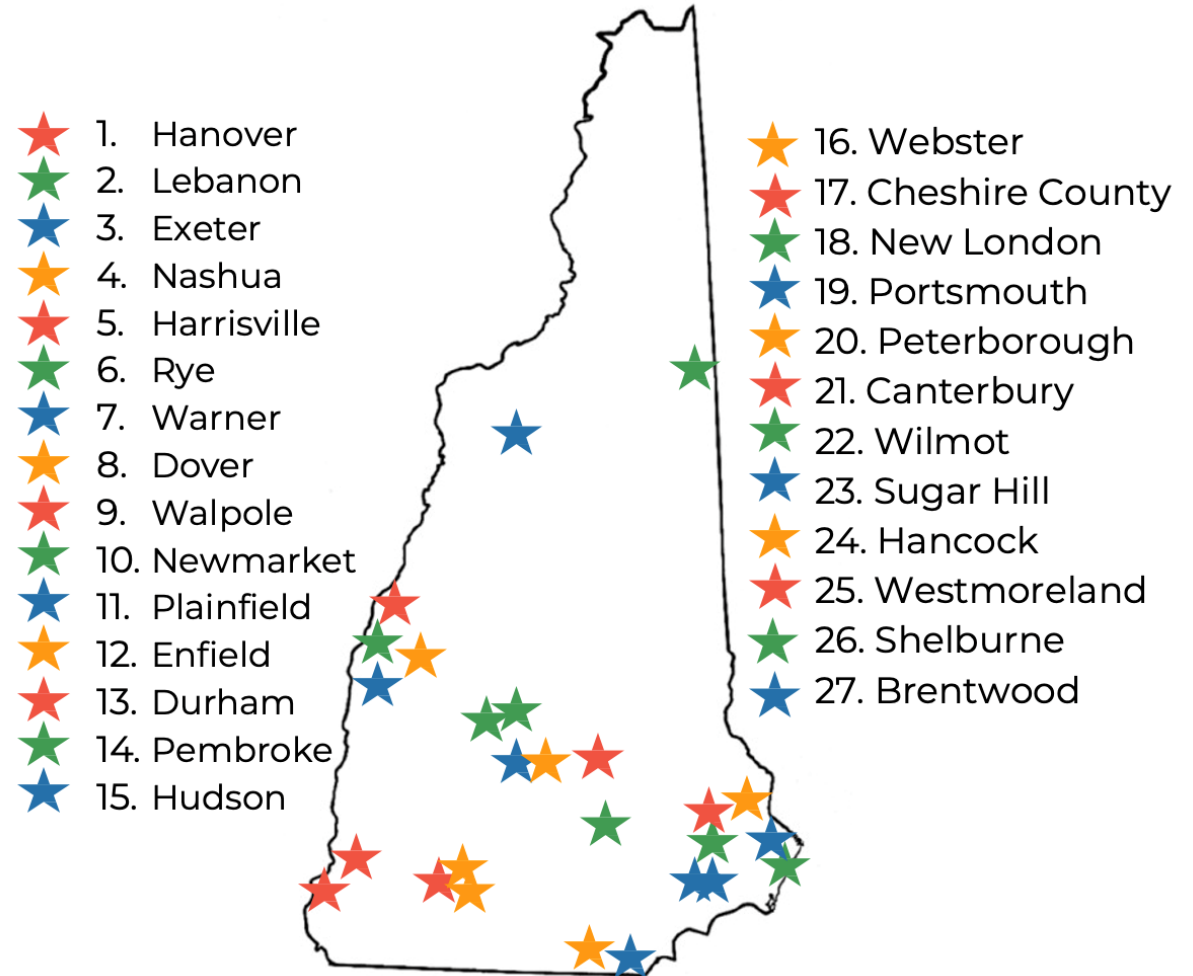 1. Hanover
2. Lebanon
3. Exeter
4. Nashua
5. Harrisville
6. Rye
7. Warner
8. Dover
9. Walpole
10. Newmarket
11. Plainfield
12. Enfield
13. Durham
14. Pembroke
15. Hudson
16. Webster
17. Cheshire County
18. New London
19. Portsmouth
20. Peterborough
21. Canterbury
22. Wilmot
23. Sugar Hill
24. Hancock
25. Westmoreland
26. Shelburne
27. Brentwood